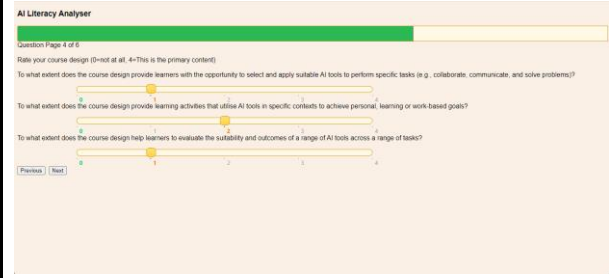 AI Literacy Analyser
Question Page 4 of 6
Rate your course design (0=not at all, 4=This is the primary content)
To what extent does the course design provide learners with the opportunity to select and apply suitable AI tools to perform specific tasks (e.g., collaborate, communicate, and solve problems)?
0 1 2 3 4
To what extent does the course design provide learning activities that utilise AI tools in specific contexts to achieve personal, learning or work-based goals?
0 1 2 3 4
To what extent does the course design help learners to evaluate the suitability and outcomes of a range of AI tools across a range of tasks?
0 1 2 3 4
Previous Next